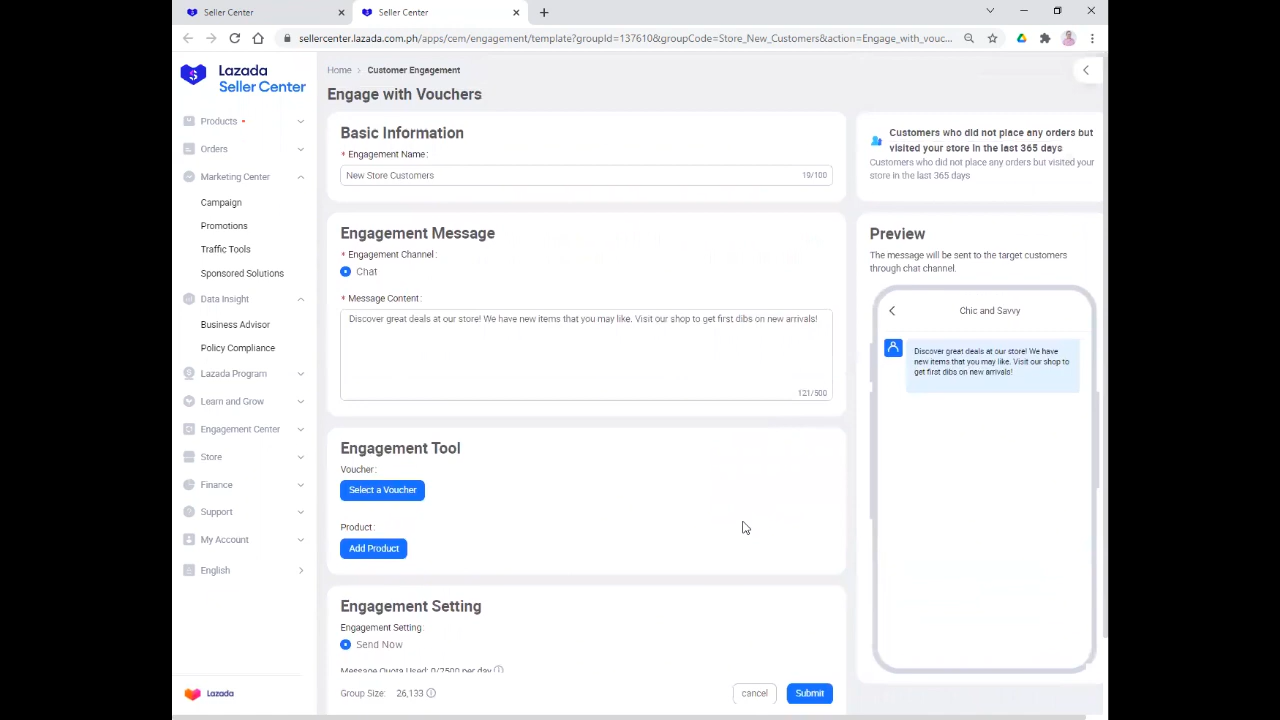 Seller Center
Seller Center
sellercenter.lazada.com.ph/apps/cem/engagement/template?groupId=137610&groupCode=Store_New_Customers&action=Engage_with_vouc...
Lazada
Seller Center
Products
Orders
Marketing Center
Campaign
Promotions
Traffic Tools
Sponsored Solutions
Data Insight
Business Advisor
Policy Compliance
Lazada Program
Learn and Grow
Engagement Center
Store
Finance
Support
My Account
English
Lazada
Home > Customer Engagement
Engage with Vouchers
Basic Information
* Engagement Name:
New Store Customers 19/100
Engagement Message
* Engagement Channel:
Chat
* Message Content:
Discover great deals at our store! We have new items that you may like. Visit our shop to get first dibs on new arrivals!
121/500
Engagement Tool
Voucher:
Select a Voucher
Product:
Add Product
Engagement Setting
Engagement Setting:
Send Now
Message Quota Used: 0/7500 per day
Group Size: 26,133
cancel Submit
Customers who did not place any orders but
visited your store in the last 365 days
Customers who did not place any orders but visited your
store in the last 365 days
Preview
The message will be sent to the target customers
through chat channel.
Chic and Savvy
Discover great deals at our store! We have
new items that you may like. Visit our shop to
get first dibs on new arrivals!